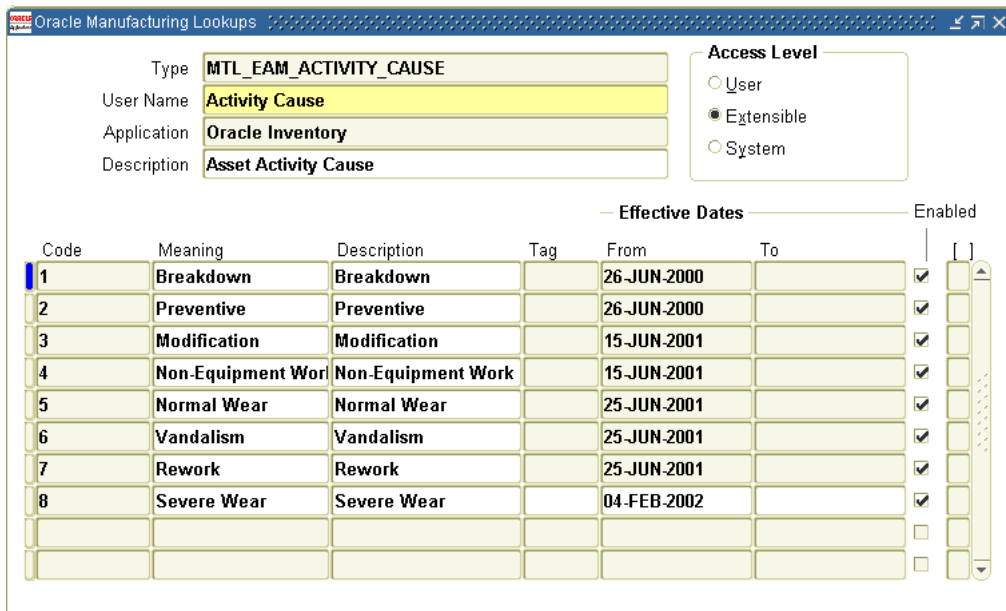 Oracle Manufacturing Lookups
Type MTL_EAM_ACTIVITY_CAUSE
User Name Activity Cause
Application Oracle Inventory
Description Asset Activity Cause
Access Level
User
Extensible
System
Effective Dates Enabled
Code Meaning Description Tag From To [ ]
1 Breakdown Breakdown 26-JUN-2000
2 Preventive Preventive 26-JUN-2000
3 Modification Modification 15-JUN-2001
4 Non-Equipment Worl Non-Equipment Work 15-JUN-2001
5 Normal Wear Normal Wear 25-JUN-2001
6 Vandalism Vandalism 25-JUN-2001
7 Rework Rework 25-JUN-2001
8 Severe Wear Severe Wear 04-FEB-2002